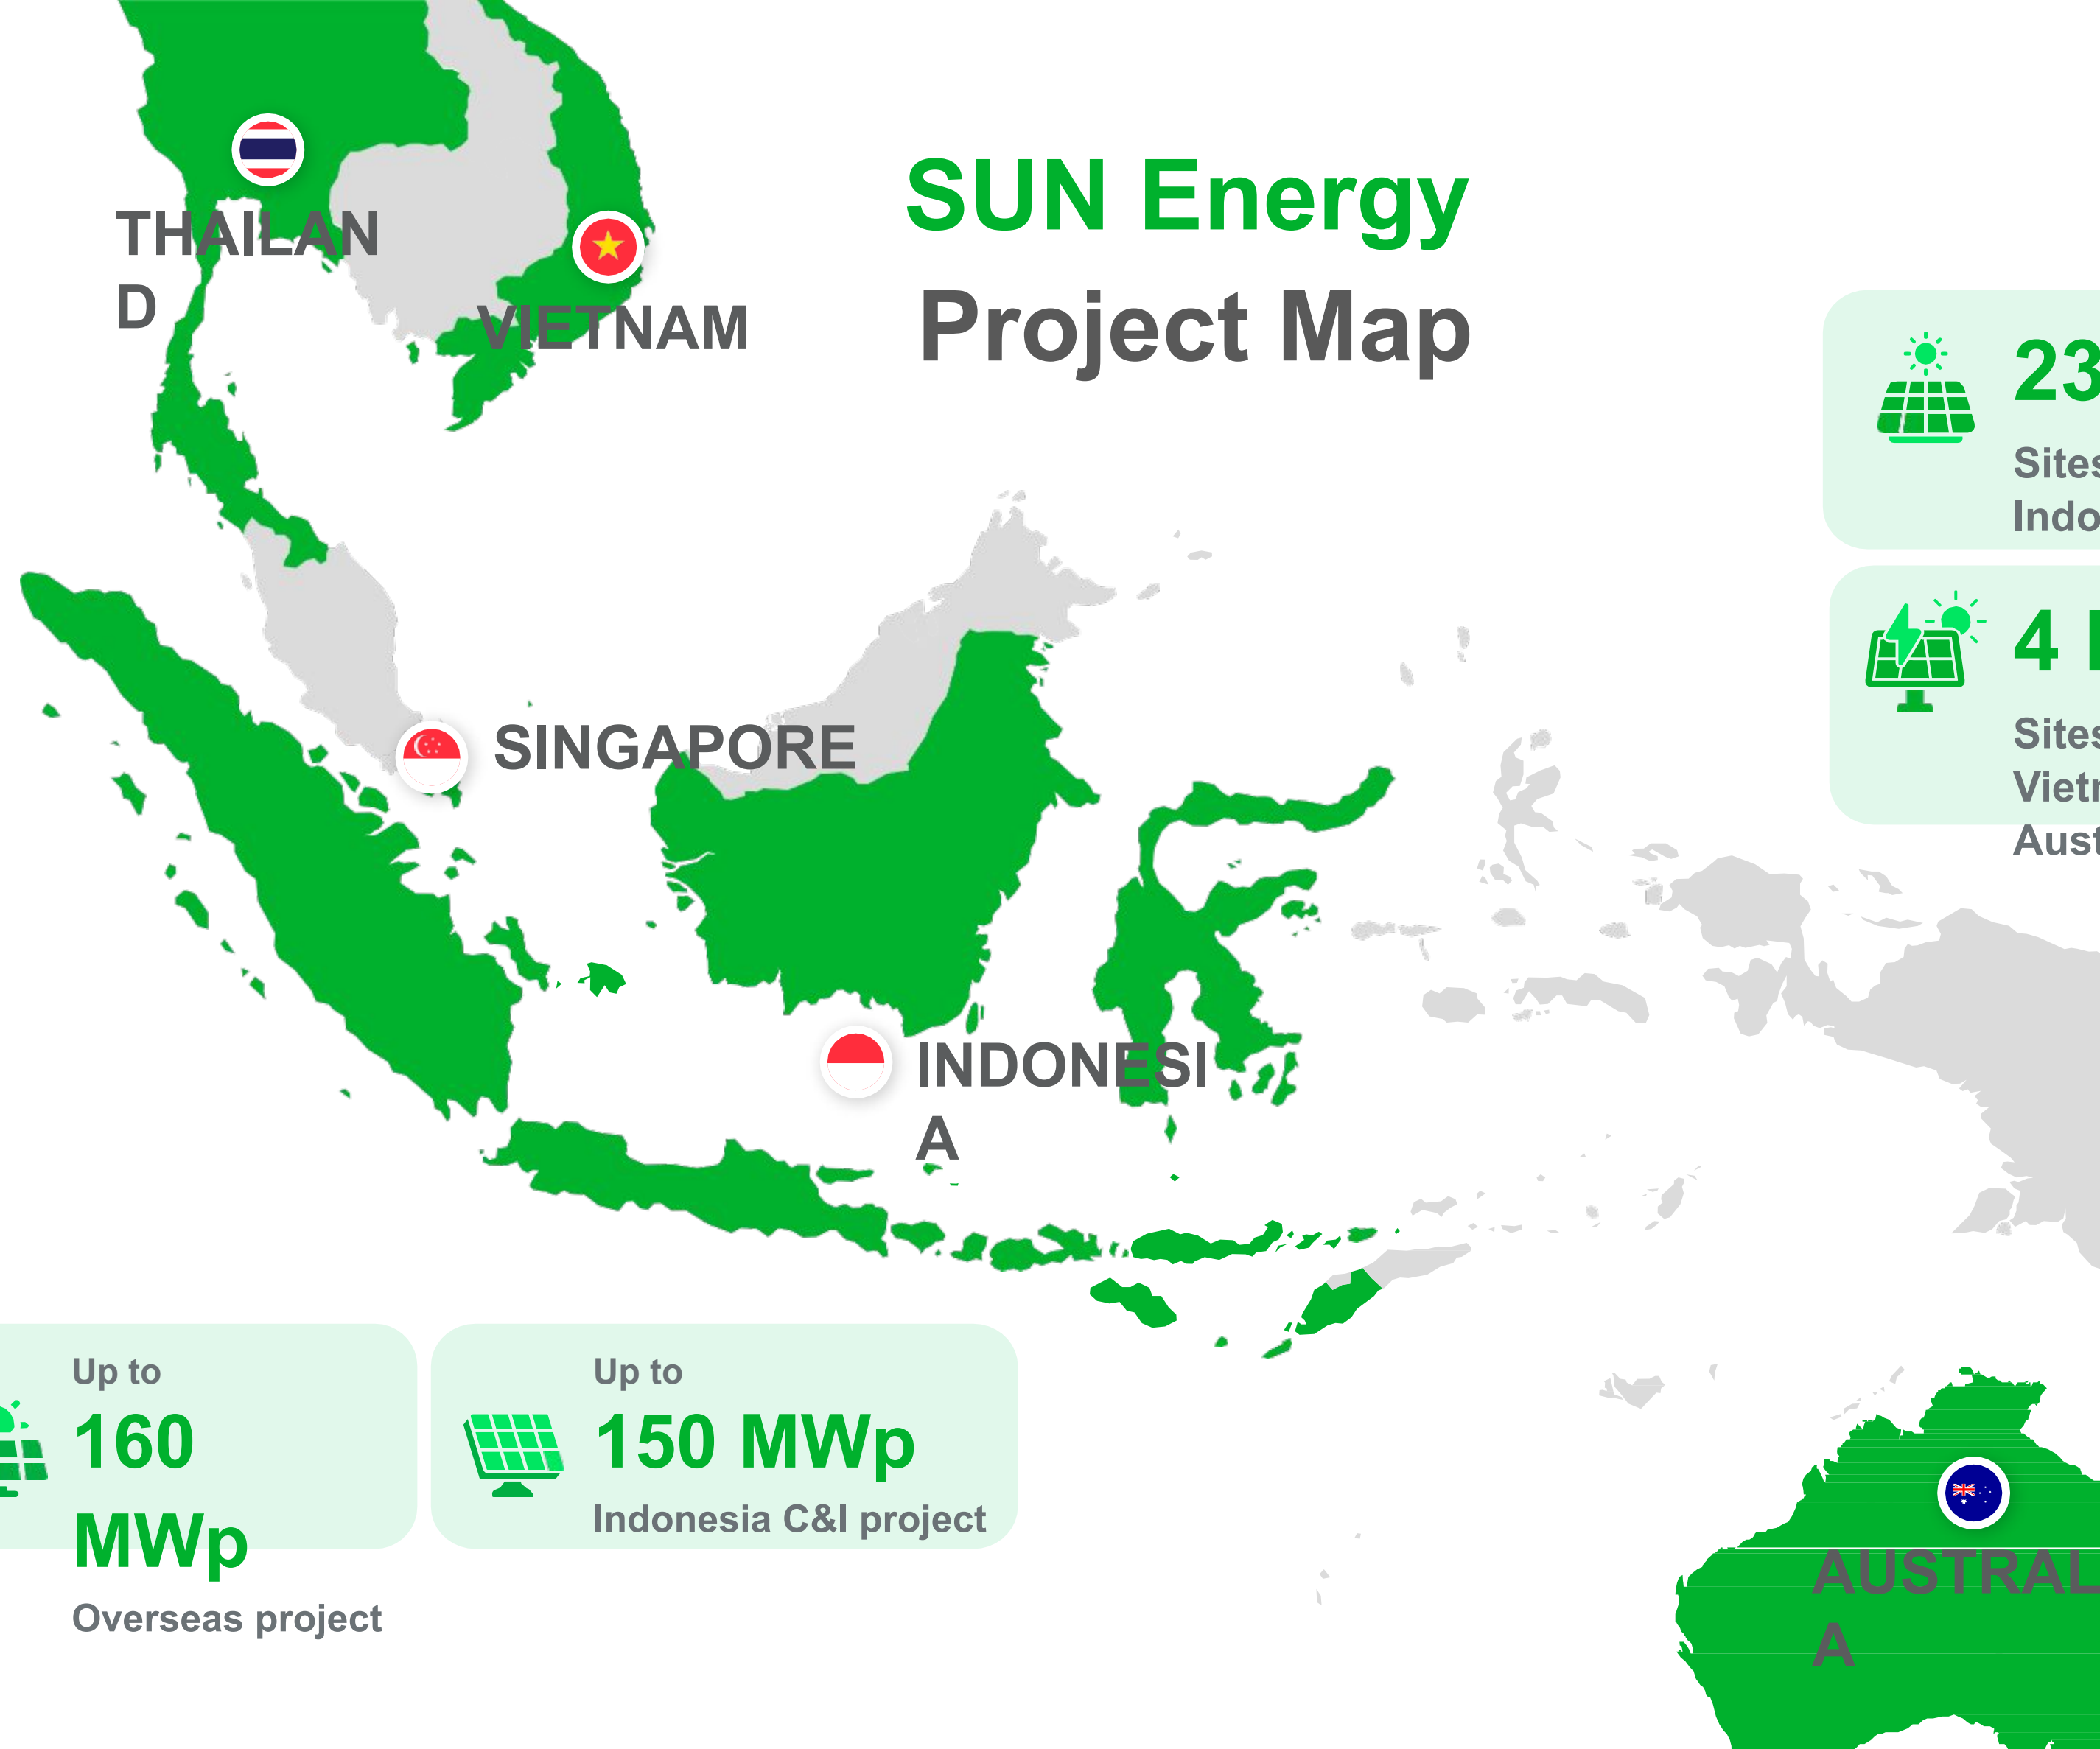 SUN Energy
Project Map
THAILAN
D
VIETNAM
SINGAPORE
INDONESI
A
23
Sites
Indo
4
Sites
Viet
Aust
Up to
160
MWp
Overseas project
Up to
150 MWp
Indonesia C&I project
AUSTRAL
A